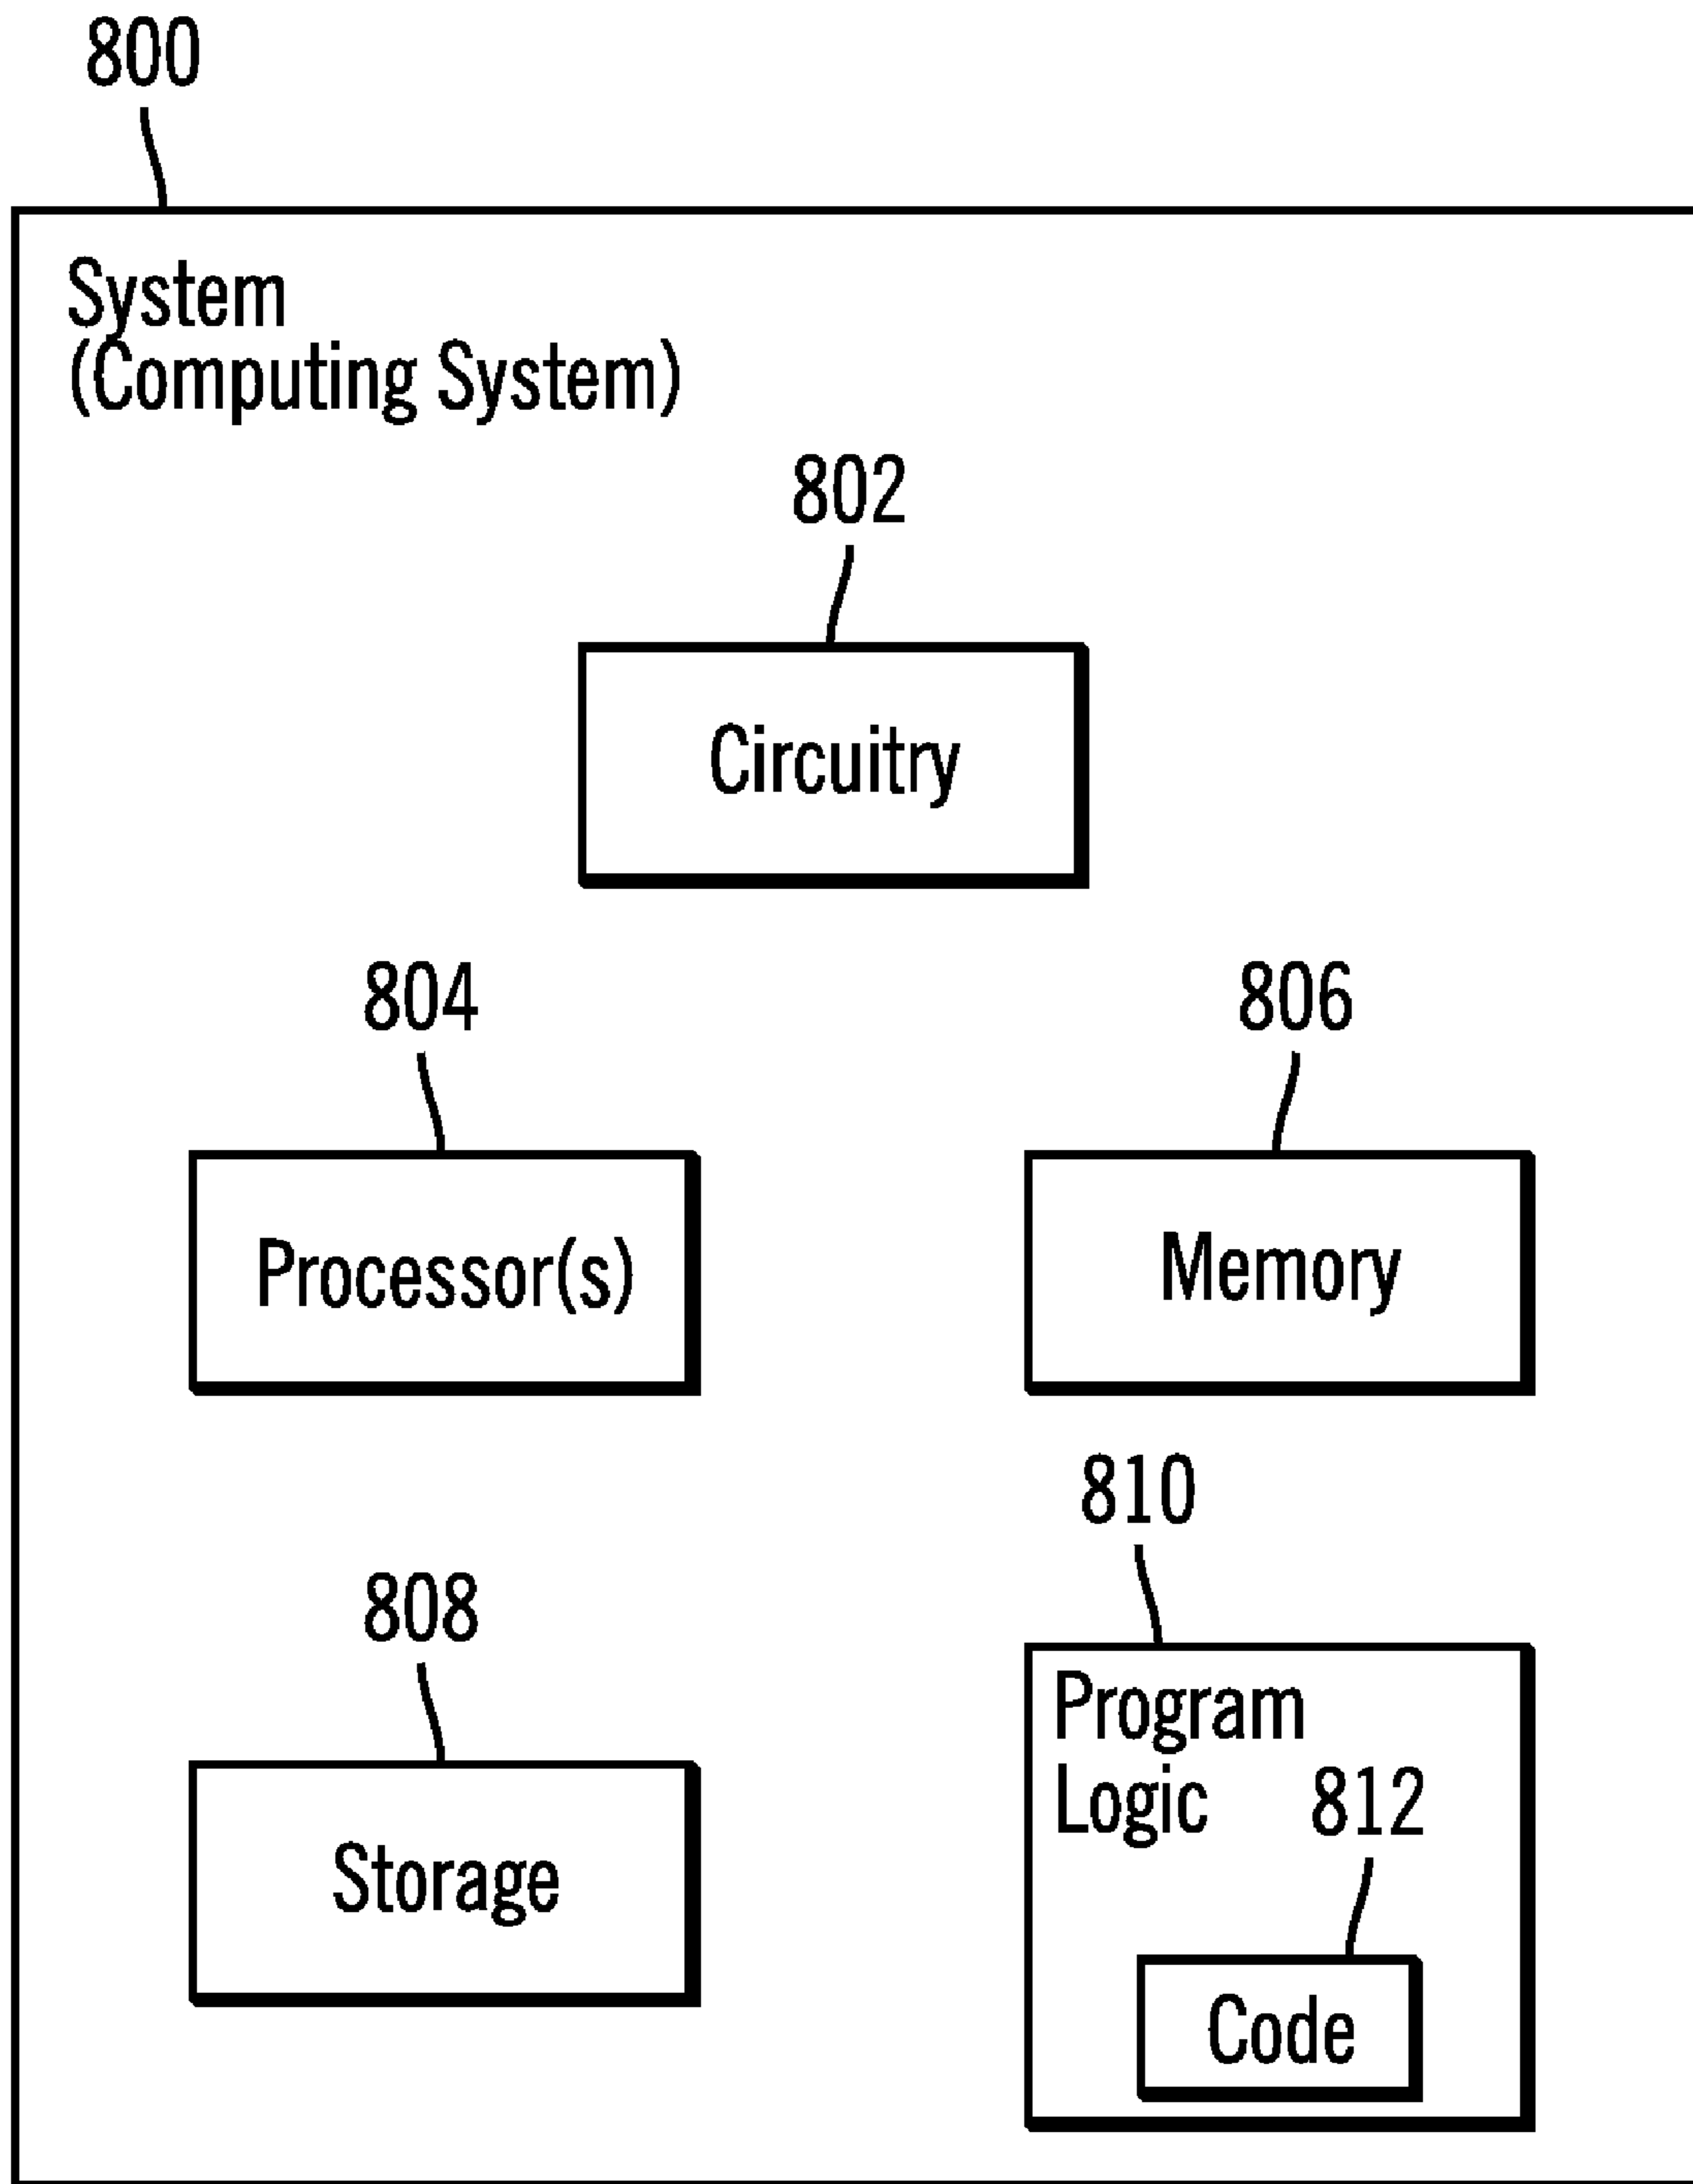 800
System
(Computing System)
802
Circuitry
804
806
Processor(s)
Memory
810
808
Program
Logic
812
Storage
Code